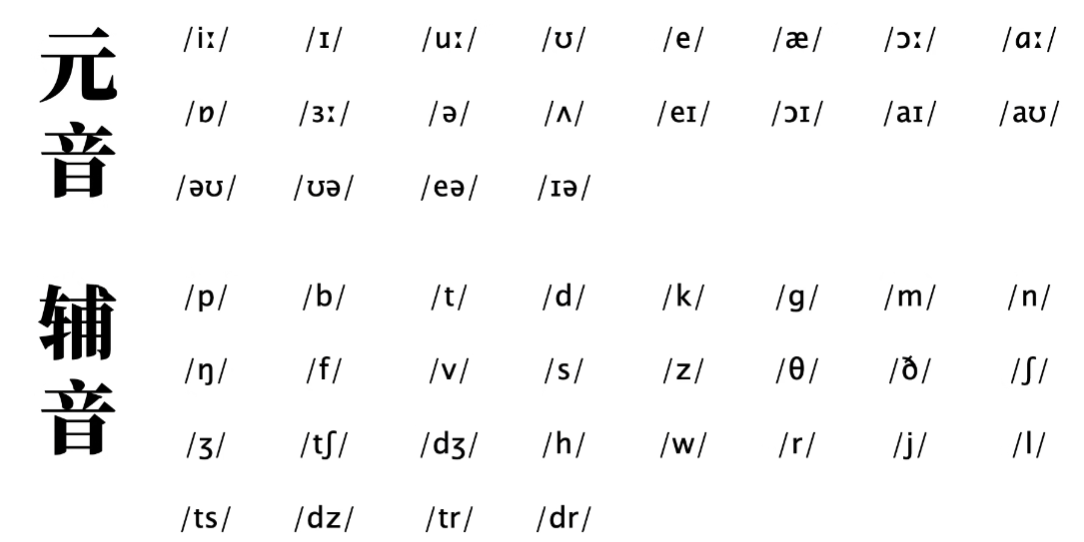 元音
/iː/ /ɪ/ /uː/ /ʊ/ /e/ /æ/ /ɔː/ /ɑː/
/ɒ/ /ɜː/ /ə/ /ʌ/ /eɪ/ /ɔɪ/ /aɪ/ /aʊ/
/əʊ/ /ʊə/ /eə/ /ɪə/
辅音
/p/ /b/ /t/ /d/ /k/ /g/ /m/ /n/
/ŋ/ /f/ /v/ /s/ /z/ /θ/ /ð/ /ʃ/
/ʒ/ /tʃ/ /dʒ/ /h/ /w/ /r/ /j/ /l/
/ts/ /dz/ /tr/ /dr/